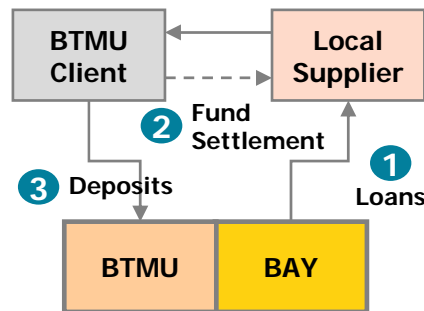 BTMU
Client
Local
Supplier
2 Fund
Settlement
1
Loans
3 Deposits
BTMU
BAY